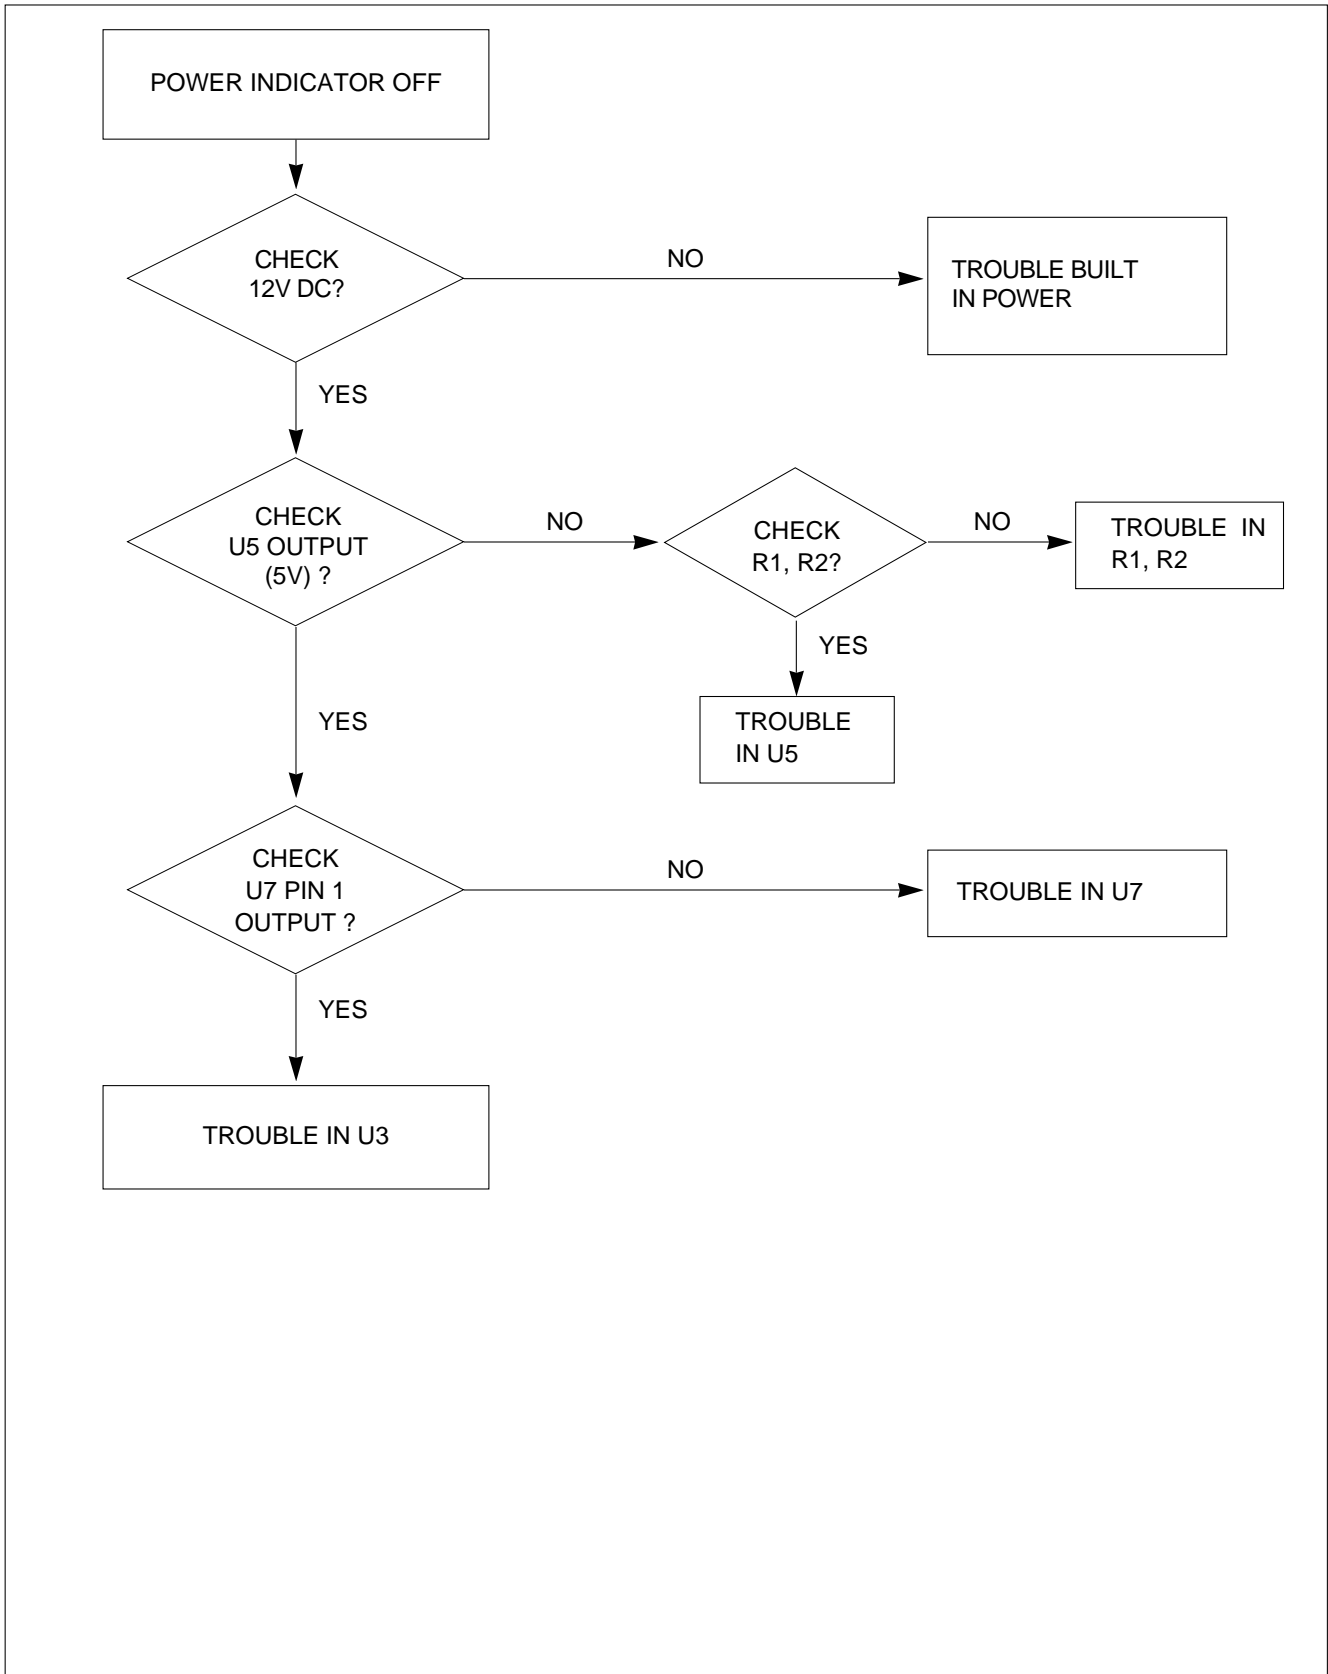 POWER INDICATOR OFF
CHECK
12V DC?
NO
TROUBLE BUILT
IN POWER
YES
CHECK
U5 OUTPUT
(5V) ?
NO
CHECK
R1, R2?
NO
TROUBLE IN
R1, R2
YES
TROUBLE
IN U5
YES
CHECK
U7 PIN 1
OUTPUT ?
NO
TROUBLE IN U7
YES
TROUBLE IN U3